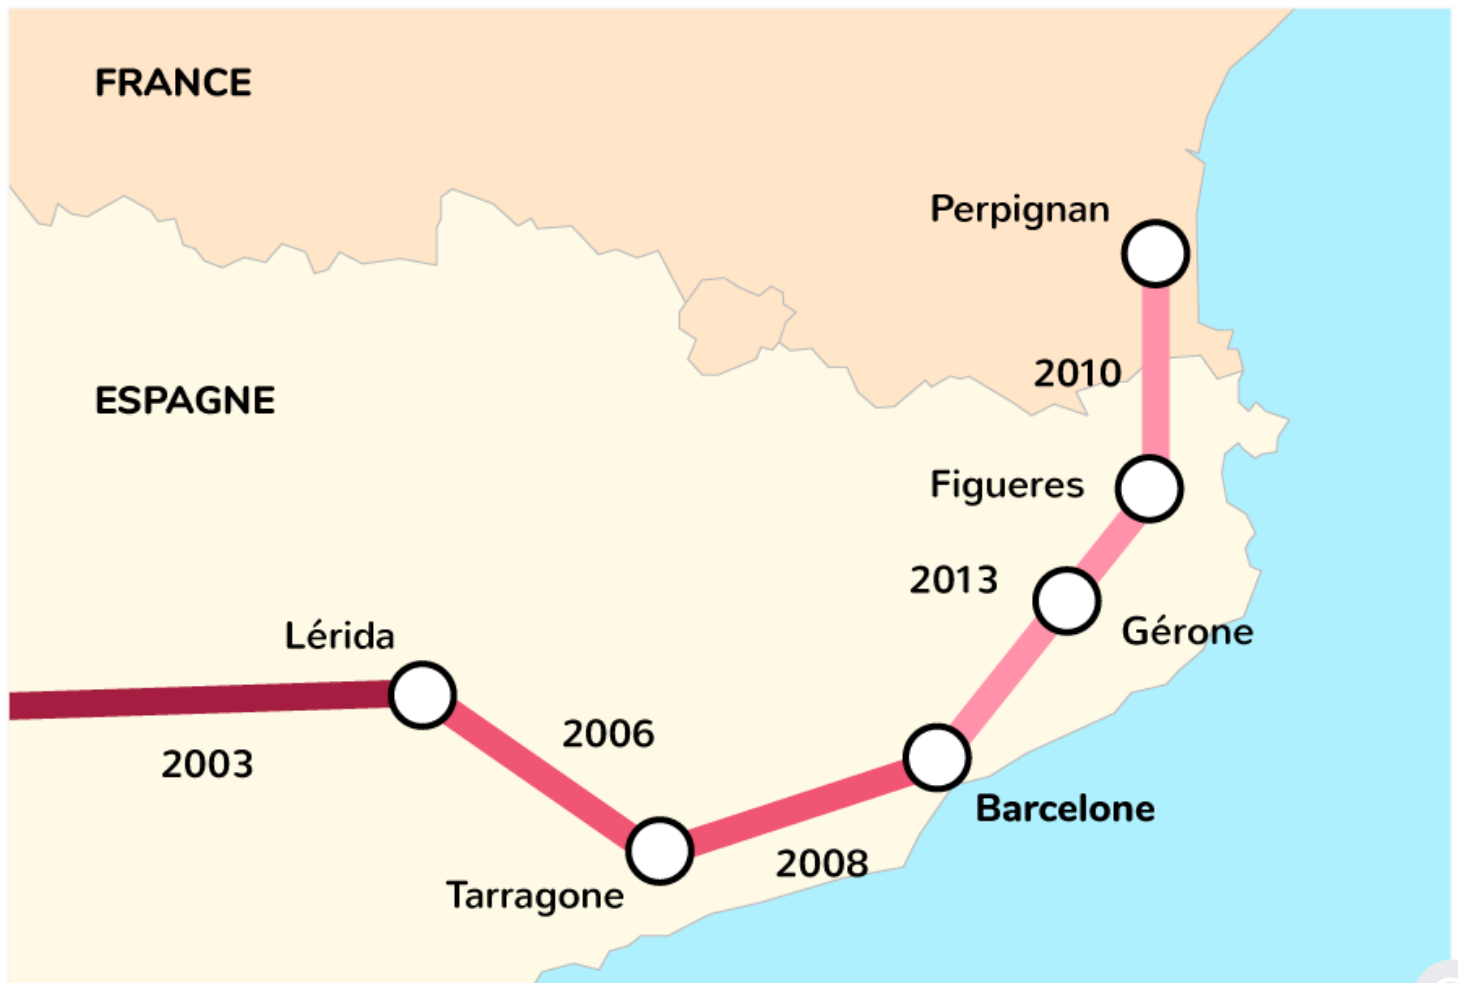 FRANCE
Perpignan
2010
ESPAGNE
Figueres
2013
Gérone
Lérida
2006
2003
Barcelone
2008
Tarragone